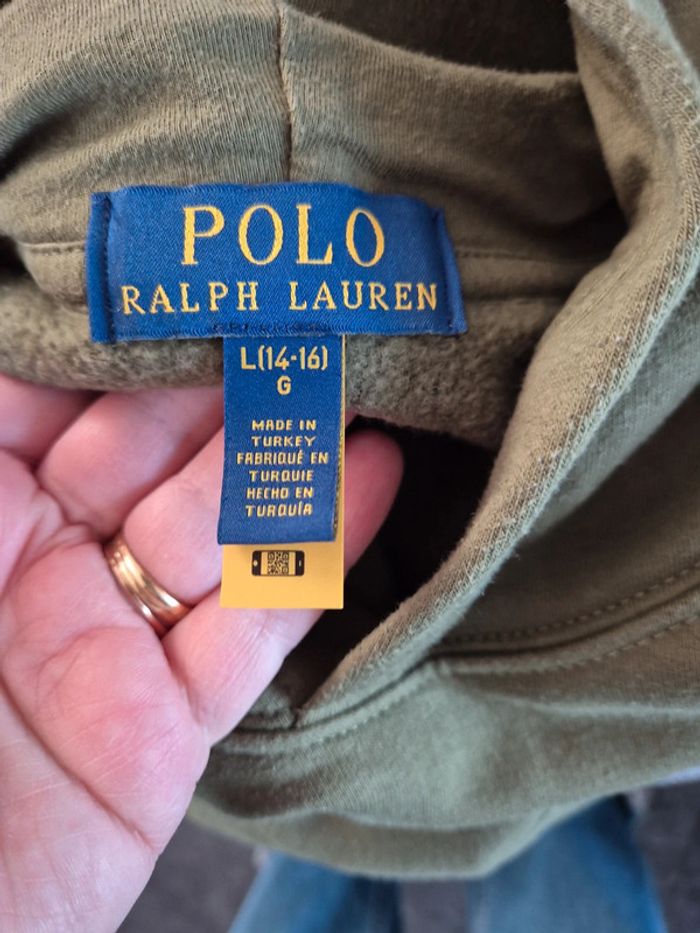 POLO
RALPH LAUREN
L(14-16)
G
MADE IN
TURKEY
FABRIQUÉ EN
TURQUIE
HECHO EN
TURQUÍA